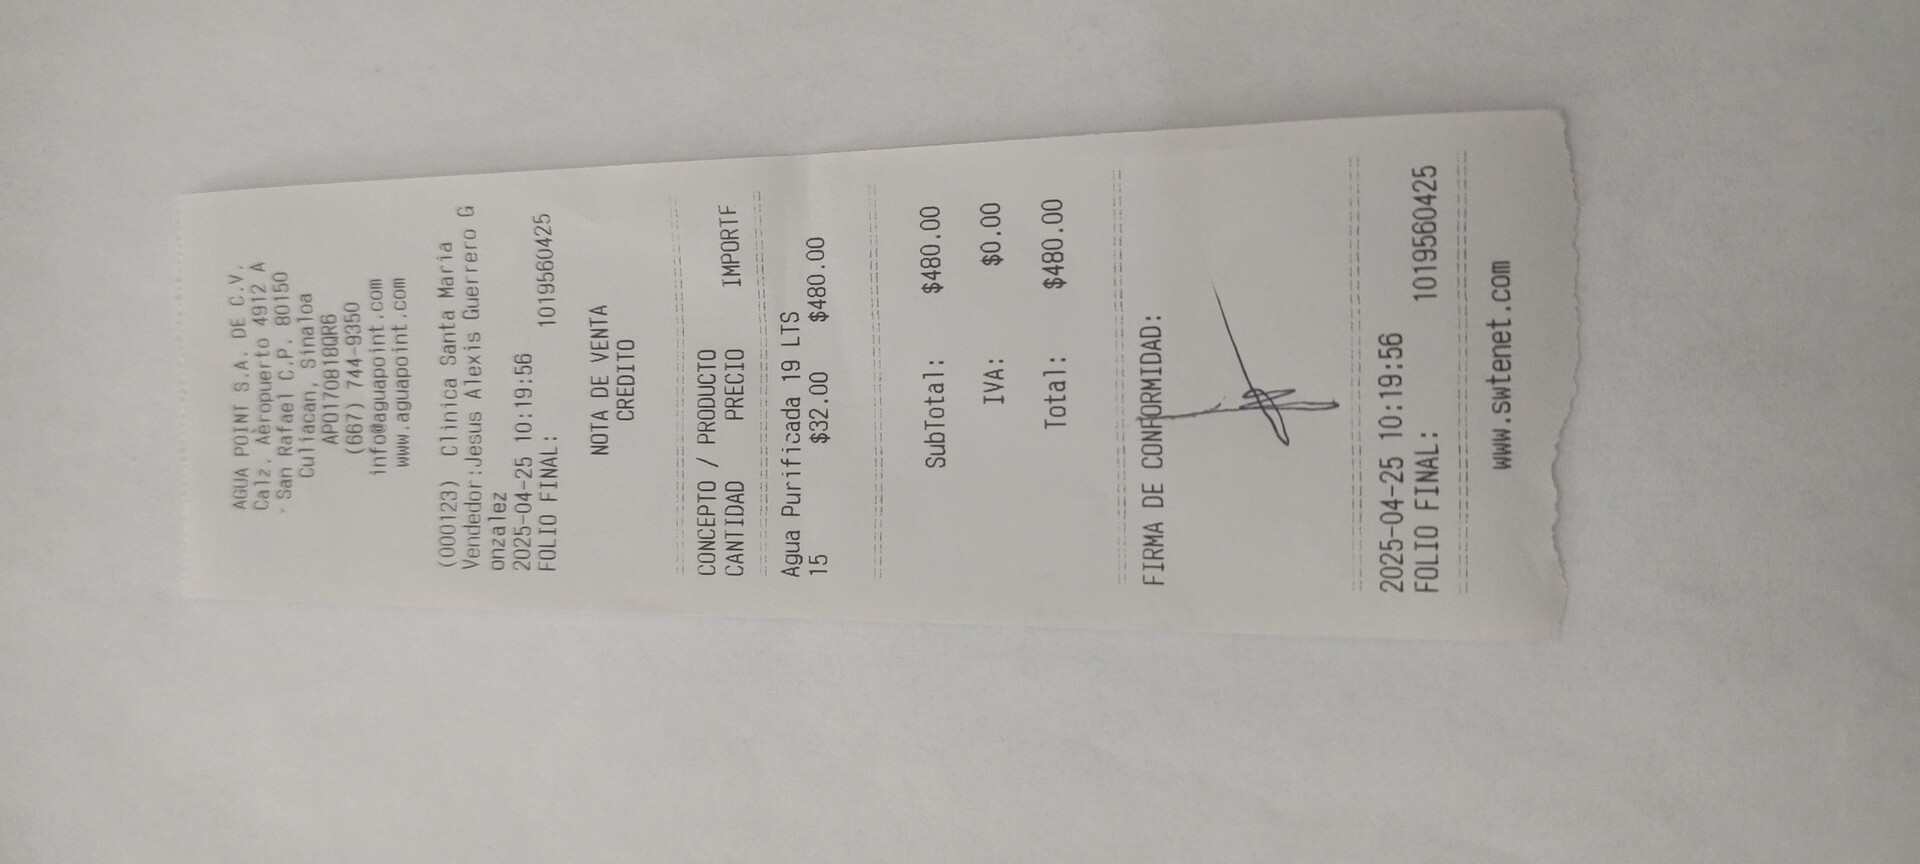 AGUA POINT S.A. DE C.V.
Calz. Aeropuerto 4912 A
San Rafael C.P. 80150
Culiacan, Sinaloa
APO170818QR6
(667) 744-9350
info@aguapoint.com
www.aguapoint.com
(000123) Clinica Santa Maria
Vendedor:Jesus Alexis Guerrero G
onzalez
2025-04-25 10:19:56
FOLIO FINAL: 1019560425
NOTA DE VENTA
CREDITO
CONCEPTO / PRODUCTO
CANTIDAD PRECIO IMPORTE
Agua Purificada 19 LTS
15 $32.00 $480.00
SubTotal: $480.00
IVA: $0.00
Total: $480.00
FIRMA DE CONFORMIDAD:
2025-04-25 10:19:56
FOLIO FINAL: 1019560425
www.swtenet.com